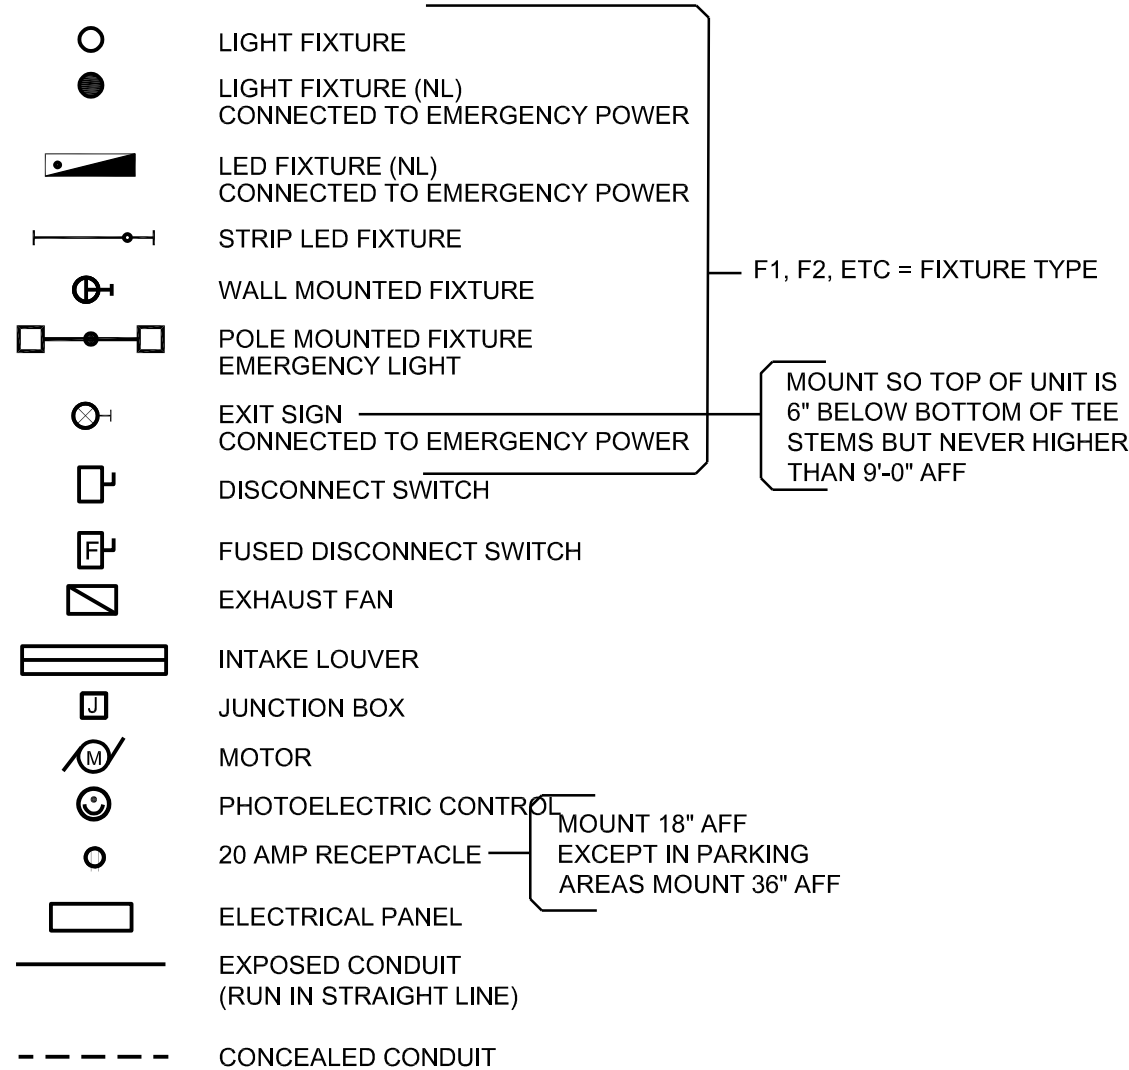 LIGHT FIXTURE
LIGHT FIXTURE (NL)
CONNECTED TO EMERGENCY POWER
LED FIXTURE (NL)
CONNECTED TO EMERGENCY POWER
STRIP LED FIXTURE
WALL MOUNTED FIXTURE
POLE MOUNTED FIXTURE
EMERGENCY LIGHT
EXIT SIGN
CONNECTED TO EMERGENCY POWER
F1, F2, ETC = FIXTURE TYPE
MOUNT SO TOP OF UNIT IS
6" BELOW BOTTOM OF TEE
STEMS BUT NEVER HIGHER
THAN 9'-0" AFF
DISCONNECT SWITCH
F
FUSED DISCONNECT SWITCH
EXHAUST FAN
INTAKE LOUVER
J
JUNCTION BOX
M
MOTOR
PHOTOELECTRIC CONTROL
20 AMP RECEPTACLE
MOUNT 18" AFF
EXCEPT IN PARKING
AREAS MOUNT 36" AFF
ELECTRICAL PANEL
EXPOSED CONDUIT
(RUN IN STRAIGHT LINE)
CONCEALED CONDUIT